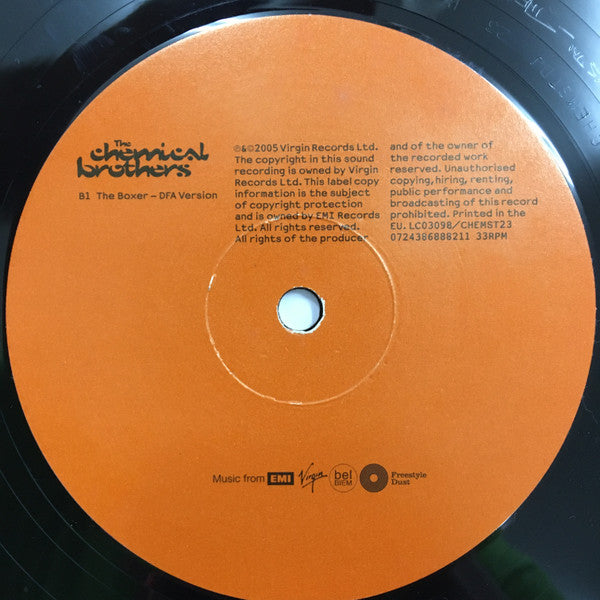 The
chemical
brothers
B1 The Boxer – DFA Version
℗&©2005 Virgin Records Ltd.
The copyright in this sound
recording is owned by Virgin
Records Ltd. This label copy
information is the subject
of copyright protection
and is owned by EMI Records
Ltd. All rights reserved.
All rights of the producer
and of the owner of
the recorded work
reserved. Unauthorised
copying, hiring, renting,
public performance and
broadcasting of this record
prohibited. Printed in the
EU. LC03098/CHEMST23
0724386888211 33RPM
Music from EMI Virgin bel BIEM Freestyle Dust